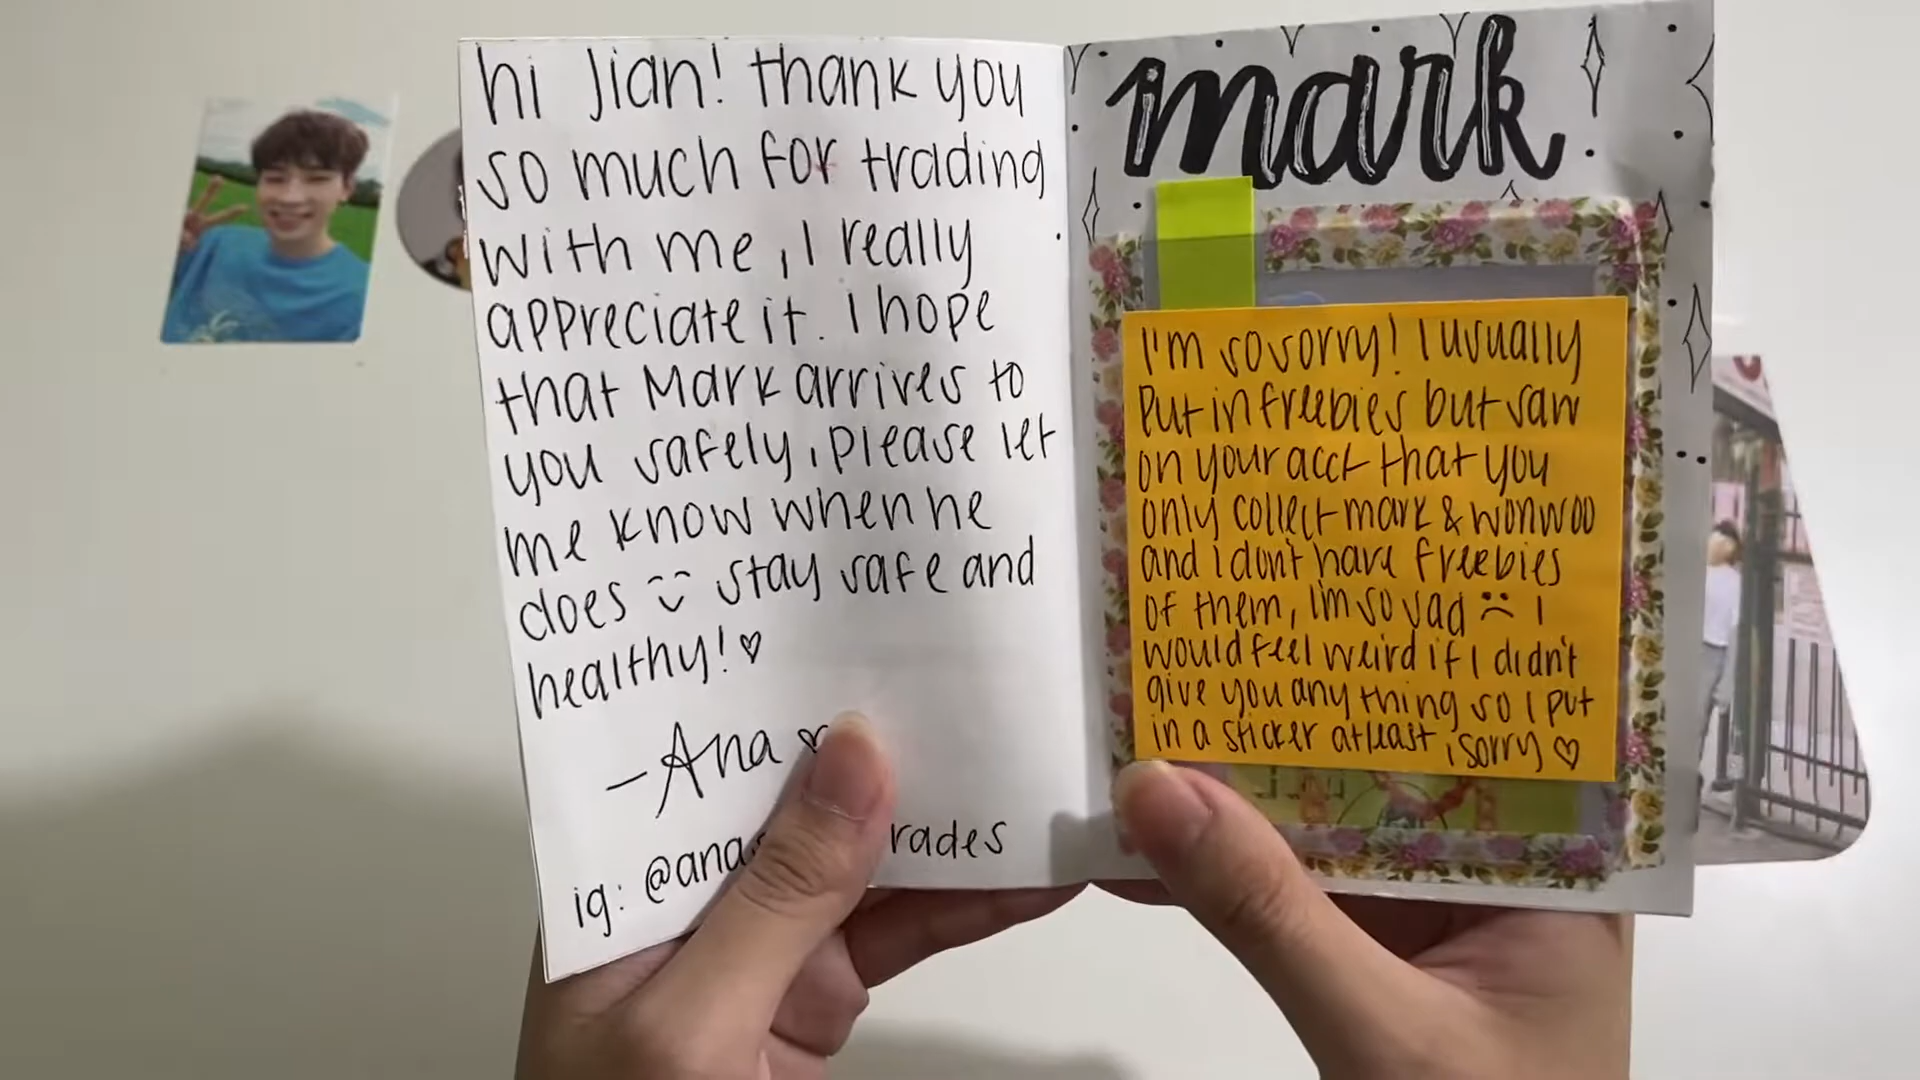 hi Jian! thank you
so much for trading
with me, I really
appreciate it. I hope
that Mark arrives to
you safely, please let
me know when he
does stay safe and
healthy! ♡
- Ana ♡
ig: @ana
rades
mark
I'm so sorry! I usually
put in freebies but saw
on your acct that you
only collect mark & wonwoo
and I don't have freebies
of them, I'm so sad :( I
would feel weird if I didn't
give you anything so I put
in a sticker atleast, sorry ♡